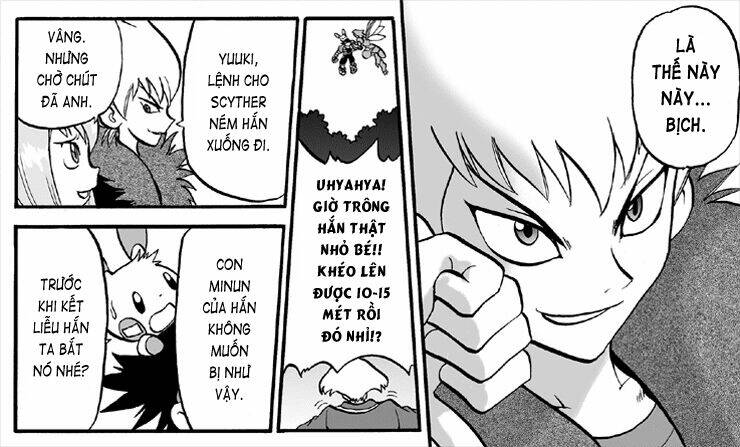 LÀ
THẾ NÀY
NÀY...
BỊCH.
UHYAHYA!
GIỜ TRÔNG
HẮN THẬT
NHỎ BÉ!!
KHÉO LÊN
ĐƯỢC 10-15
MÉT RỒI
ĐÓ NHỈ!?
YUUKI,
LỆNH CHO
SCYTHER
NÉM HẮN
XUỐNG ĐI.
VÂNG.
NHƯNG
CHỜ CHÚT
ĐÃ ANH.
CON
MINUN
CỦA HẮN
KHÔNG
MUỐN
BỊ NHƯ
VẬY.
TRƯỚC
KHI KẾT
LIỄU HẮN
TA BẮT
NÓ NHÉ?